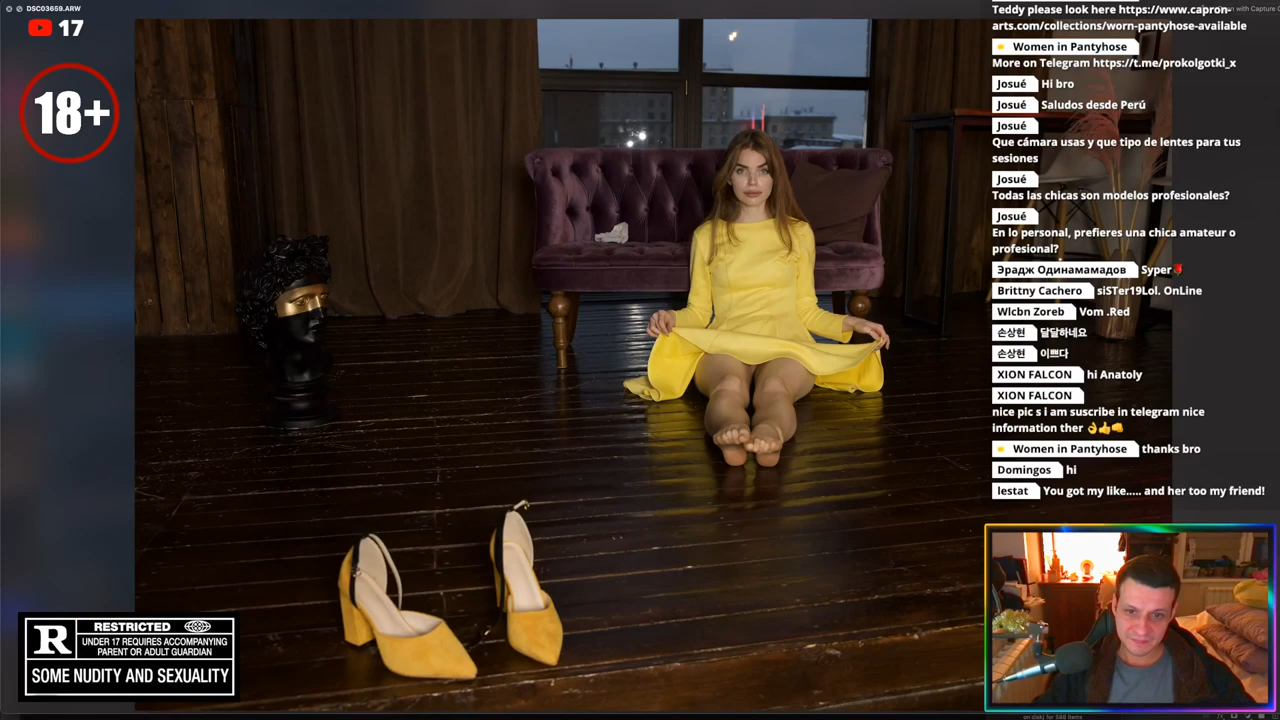 DSC03659.ARW
17
18+
Teddy please look here https://www.capron-
arts.com/collections/worn-pantyhose-available
Women in Pantyhose
More on Telegram https://t.me/prokolgotki_x
Josué Hi bro
Josué Saludos desde Perú
Josué
Que cámara usas y que tipo de lentes para tus
sesiones
Josué
Todas las chicas son modelos profesionales?
Josué
En lo personal, prefieres una chica amateur o
profesional?
Эрадж Одинамамадов Syper
Brittny Cachero siSTer19Lol. OnLine
Wlcbn Zoreb Vom .Red
손상현 달달하네요
손상현 이쁘다
XION FALCON hi Anatoly
XION FALCON
nice pic s i am suscribe in telegram nice
information ther
Women in Pantyhose thanks bro
Domingos hi
lestat You got my like..... and her too my friend!
R
RESTRICTED
UNDER 17 REQUIRES ACCOMPANYING
PARENT OR ADULT GUARDIAN
SOME NUDITY AND SEXUALITY